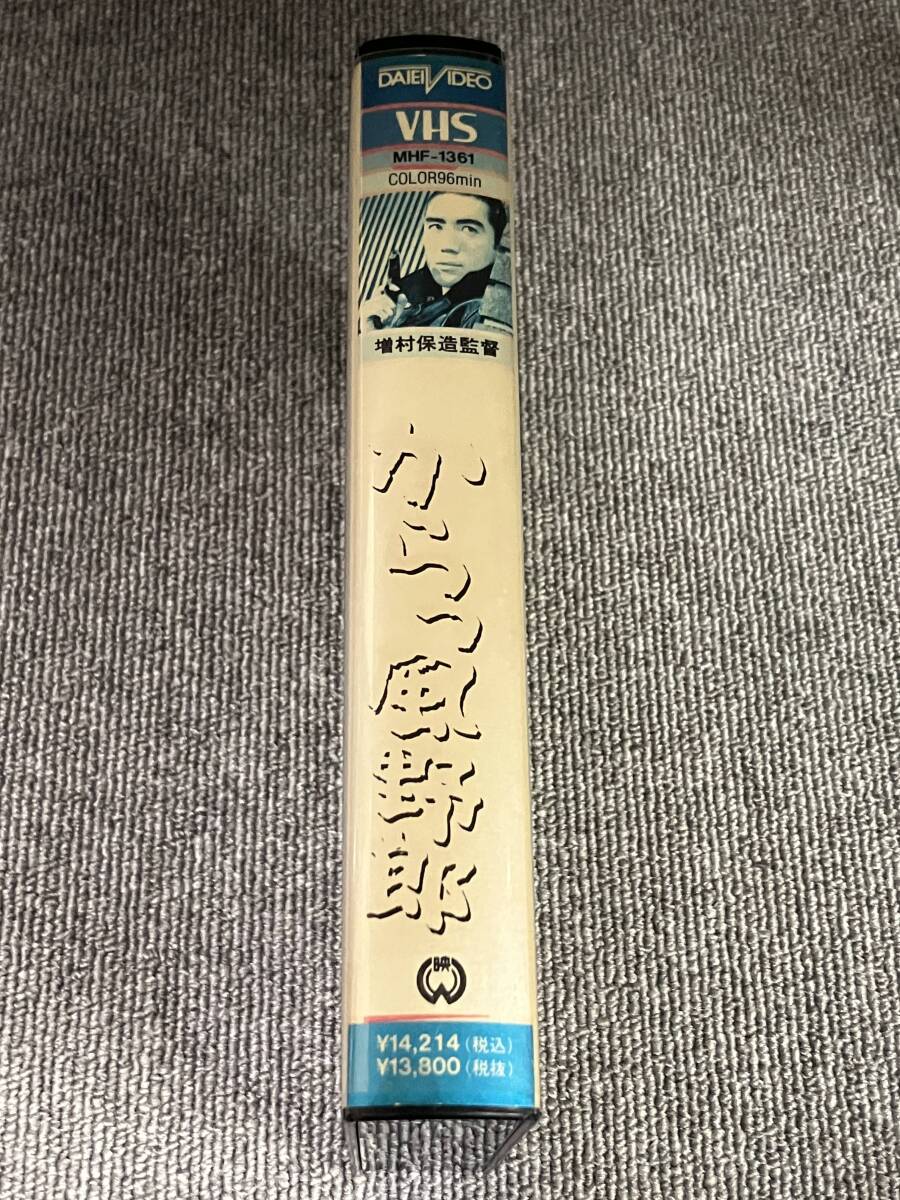 DAIEI VIDEO
VHS
MHF-1361
COLOR96min
増村保造監督
からっ風野郎
映
¥14,214(税込)
¥13,800(税抜)